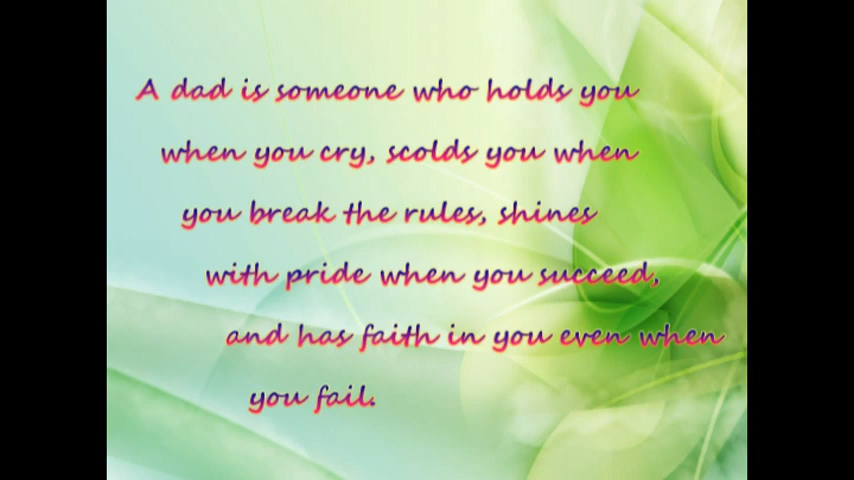 A dad is someone who holds you
when you cry, scolds you when
you break the rules, shines
with pride when you succeed,
and has faith in you even when
you fail.